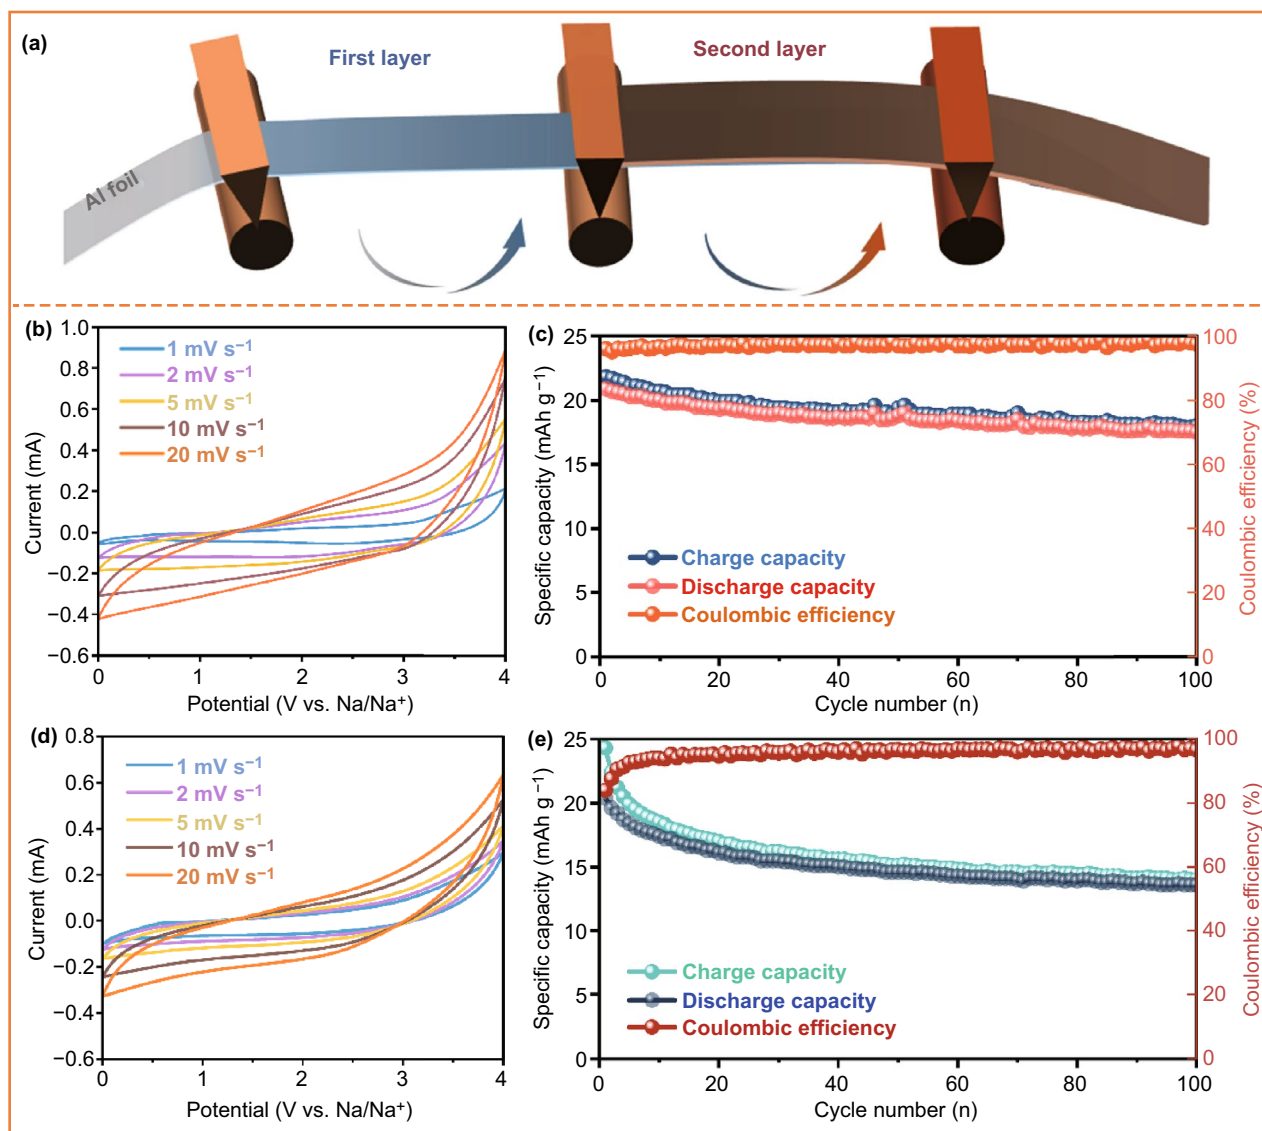 (a)
First layer
Second layer
Al foil
(b)
1.0
0.8
0.6
0.4
0.2
0.0
−0.2
−0.4
−0.6
Current (mA)
1 mV s⁻¹
2 mV s⁻¹
5 mV s⁻¹
10 mV s⁻¹
20 mV s⁻¹
0 1 2 3 4
Potential (V vs. Na/Na⁺)
(c)
25
20
15
10
5
0
Specific capacity (mAh g⁻¹)
Charge capacity
Discharge capacity
Coulombic efficiency
100
80
60
40
20
0
Coulombic efficiency (%)
0 20 40 60 80 100
Cycle number (n)
(d)
0.8
0.6
0.4
0.2
0.0
−0.2
−0.4
−0.6
Current (mA)
1 mV s⁻¹
2 mV s⁻¹
5 mV s⁻¹
10 mV s⁻¹
20 mV s⁻¹
0 1 2 3 4
Potential (V vs. Na/Na⁺)
(e)
25
20
15
10
5
0
Specific capacity (mAh g⁻¹)
Charge capacity
Discharge capacity
Coulombic efficiency
100
80
60
40
20
0
Coulombic efficiency (%)
0 20 40 60 80 100
Cycle number (n)